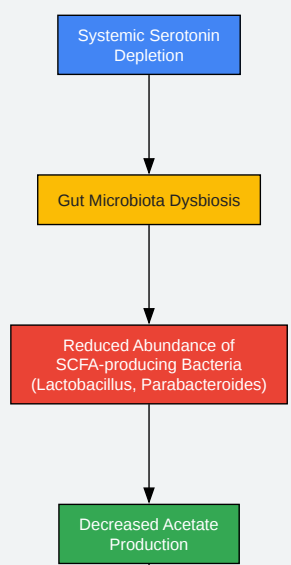 Systemic Serotonin
Depletion
Gut Microbiota Dysbiosis
Reduced Abundance of
SCFA-producing Bacteria
(Lactobacillus, Parabacteroides)
Decreased Acetate
Production